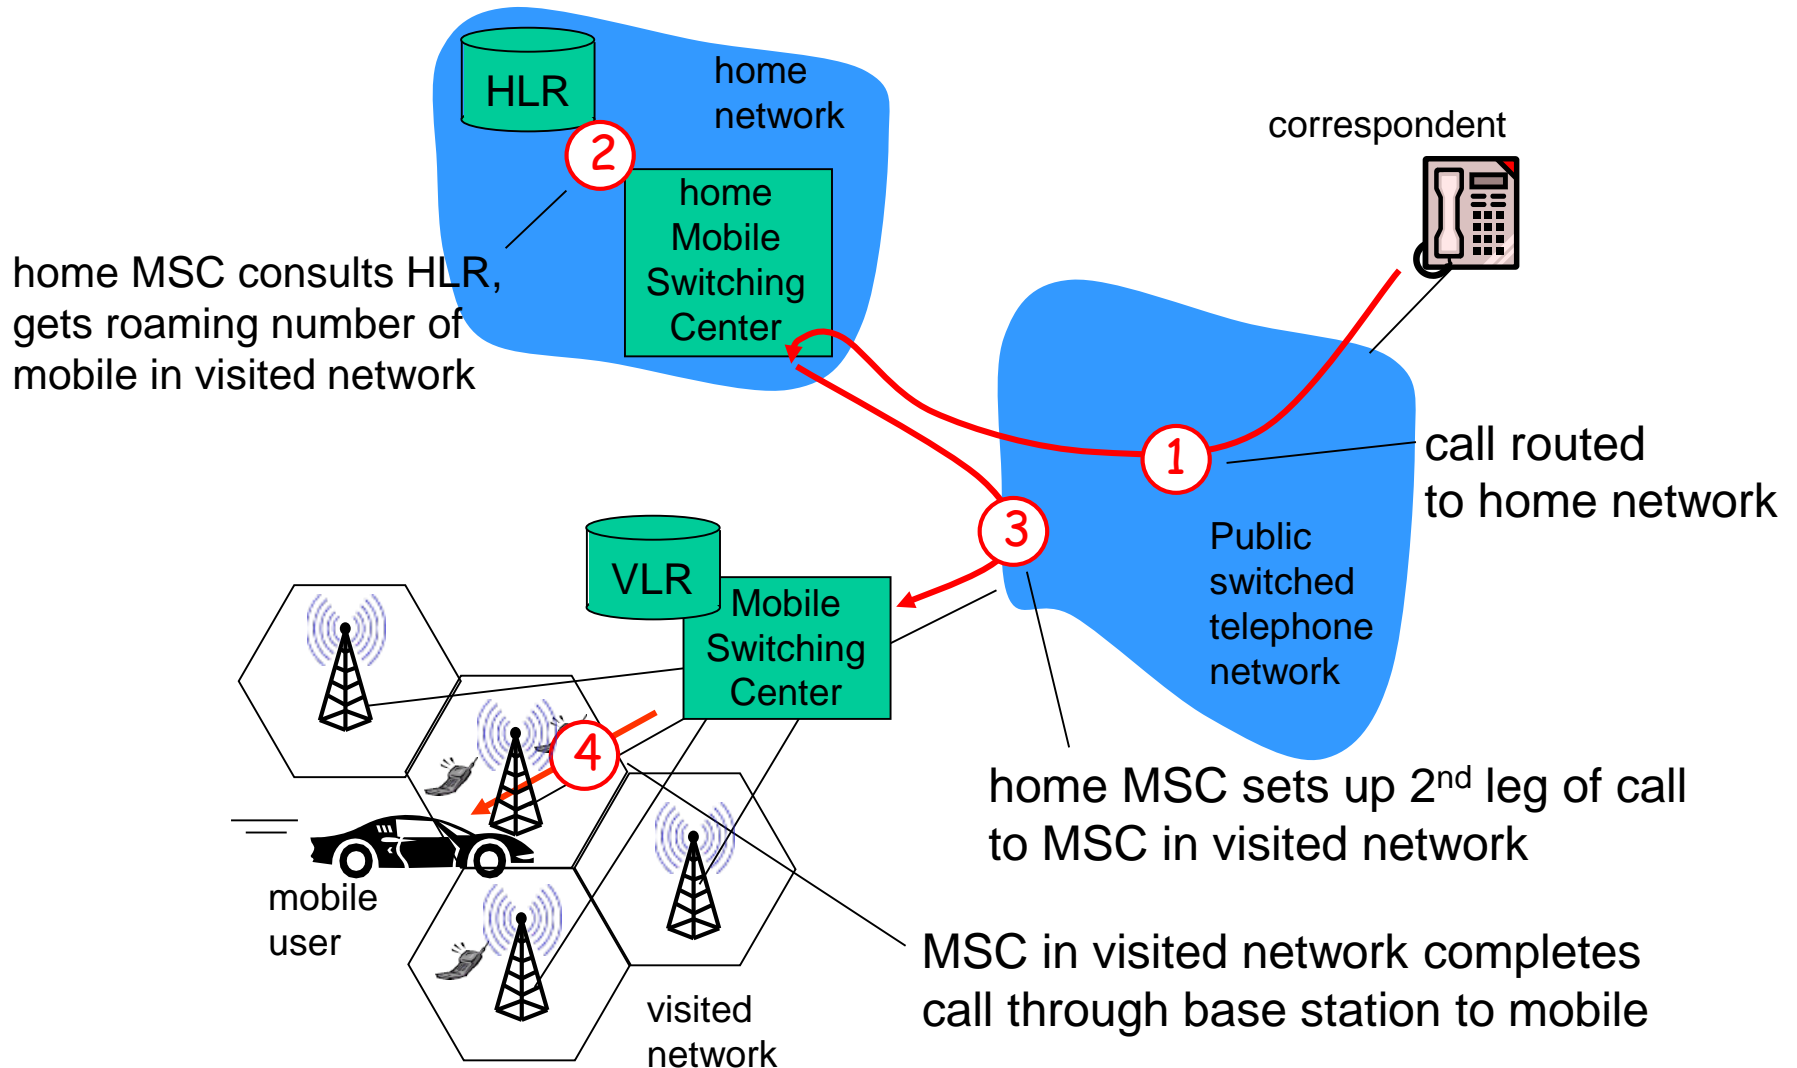 HLR
home
network
2
home
Mobile
Switching
Center
correspondent
home MSC consults HLR,
gets roaming number of
mobile in visited network
1
call routed
to home network
3
Public
switched
telephone
network
VLR
Mobile
Switching
Center
4
home MSC sets up 2nd leg of call
to MSC in visited network
mobile
user
MSC in visited network completes
call through base station to mobile
visited
network